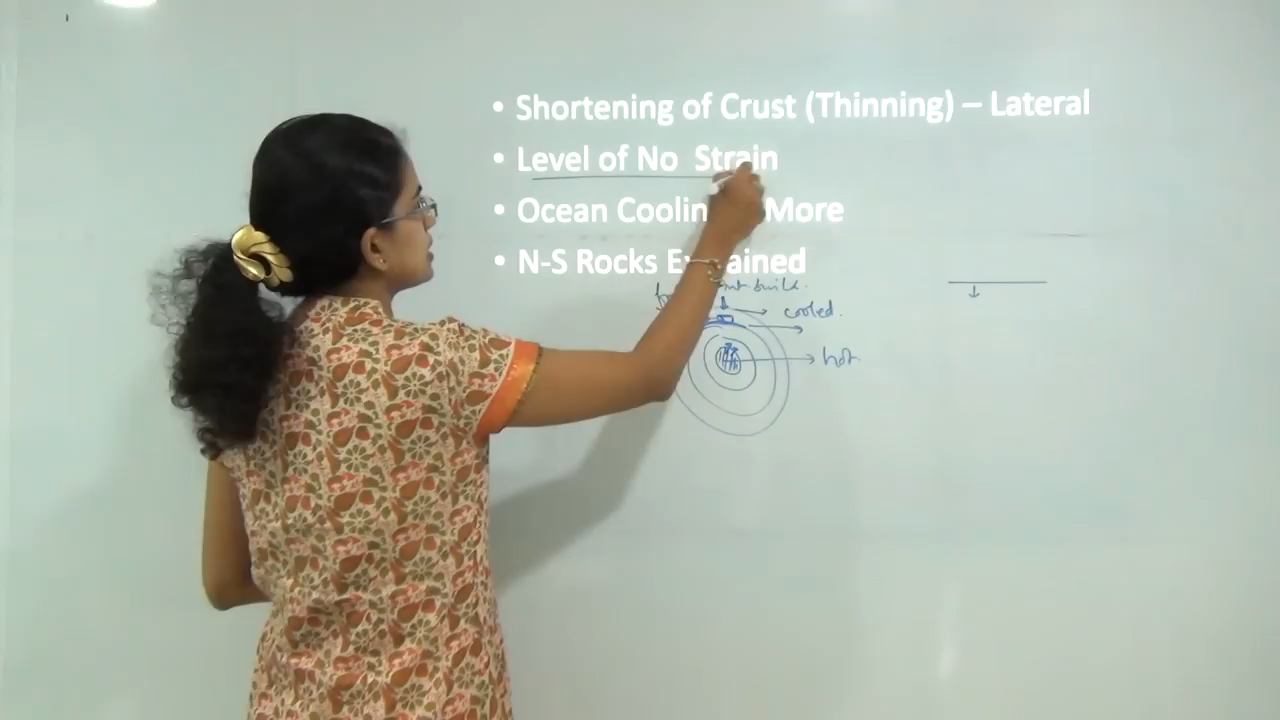 • Shortening of Crust (Thinning) – Lateral
• Level of No Strain
• Ocean Coolin More
• N-S Rocks E ained
cooled.
hot